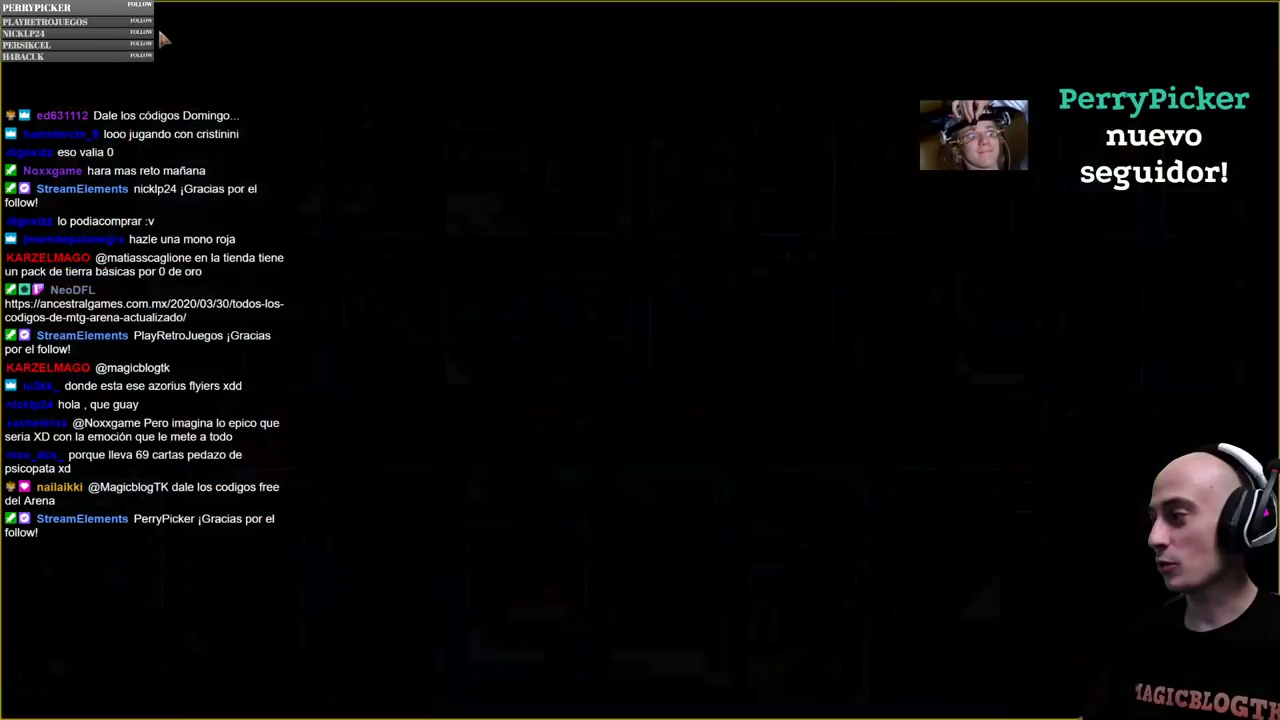 PERRYPICKER FOLLOW
PLAYRETROJUEGOS FOLLOW
NICKLP24 FOLLOW
PERSIKCEL FOLLOW
H4BACUK FOLLOW
ed631112 Dale los códigos Domingo...
looo jugando con cristinini
digoxizz eso valia 0
Noxxgame hara mas reto mañana
StreamElements nicklp24 ¡Gracias por el
follow!
digoxizz lo podiacomprar :v
hazle una mono roja
KARZELMAGO @matiasscaglione en la tienda tiene
un pack de tierra básicas por 0 de oro
NeoDFL
https://ancestralgames.com.mx/2020/03/30/todos-los-
codigos-de-mtg-arena-actualizado/
StreamElements PlayRetroJuegos ¡Gracias
por el follow!
KARZELMAGO @magicblogtk
donde esta ese azorius flyiers xdd
nicklp24 hola , que guay
@Noxxgame Pero imagina lo epico que
seria XD con la emoción que le mete a todo
porque lleva 69 cartas pedazo de
psicopata xd
nailaikki @MagicblogTK dale los codigos free
del Arena
StreamElements PerryPicker ¡Gracias por el
follow!
PerryPicker
nuevo
seguidor!
MAGICBLOGTK